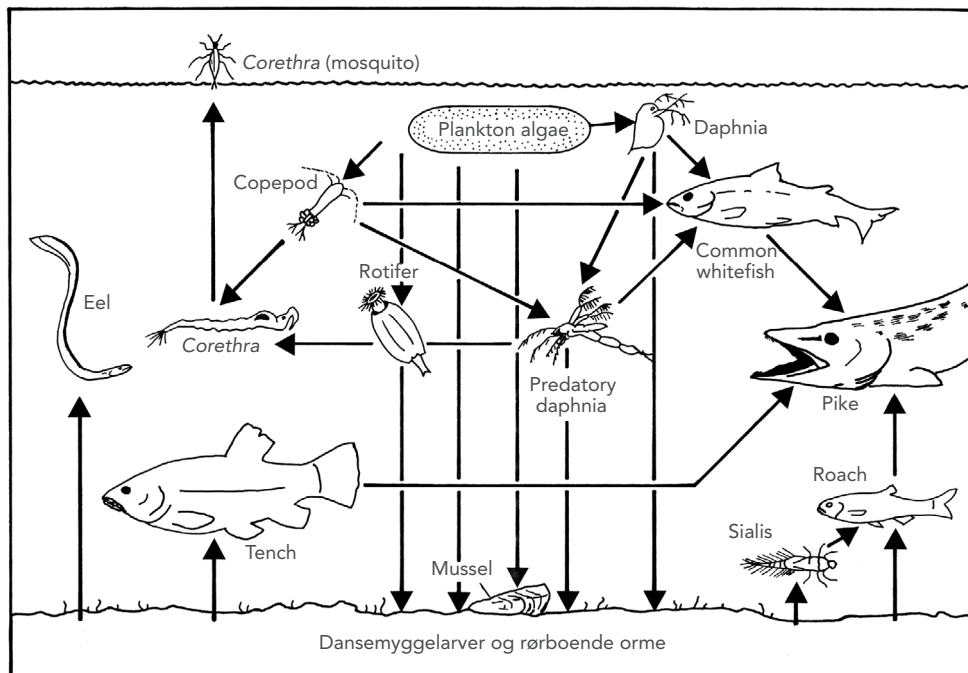 Corethra (mosquito)
Plankton algae
Daphnia
Copepod
Common
whitefish
Rotifer
Eel
Corethra
Predatory
daphnia
Pike
Roach
Sialis
Tench
Mussel
Dansemyggelarver og rørboende orme